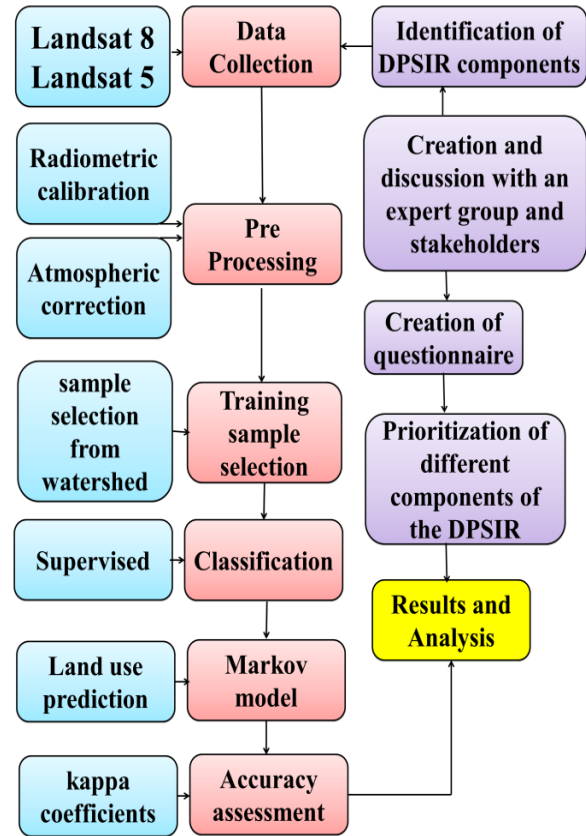 Landsat 8
Landsat 5
Data
Collection
Identification of
DPSIR components
Radiometric
calibration
Creation and
discussion with an
expert group and
stakeholders
Pre
Processing
Atmospheric
correction
Creation of
questionnaire
sample
selection
from
watershed
Training
sample
selection
Prioritization of
different
components of
the DPSIR
Supervised
Classification
Results and
Analysis
Land use
prediction
Markov
model
kappa
coefficients
Accuracy
assessment